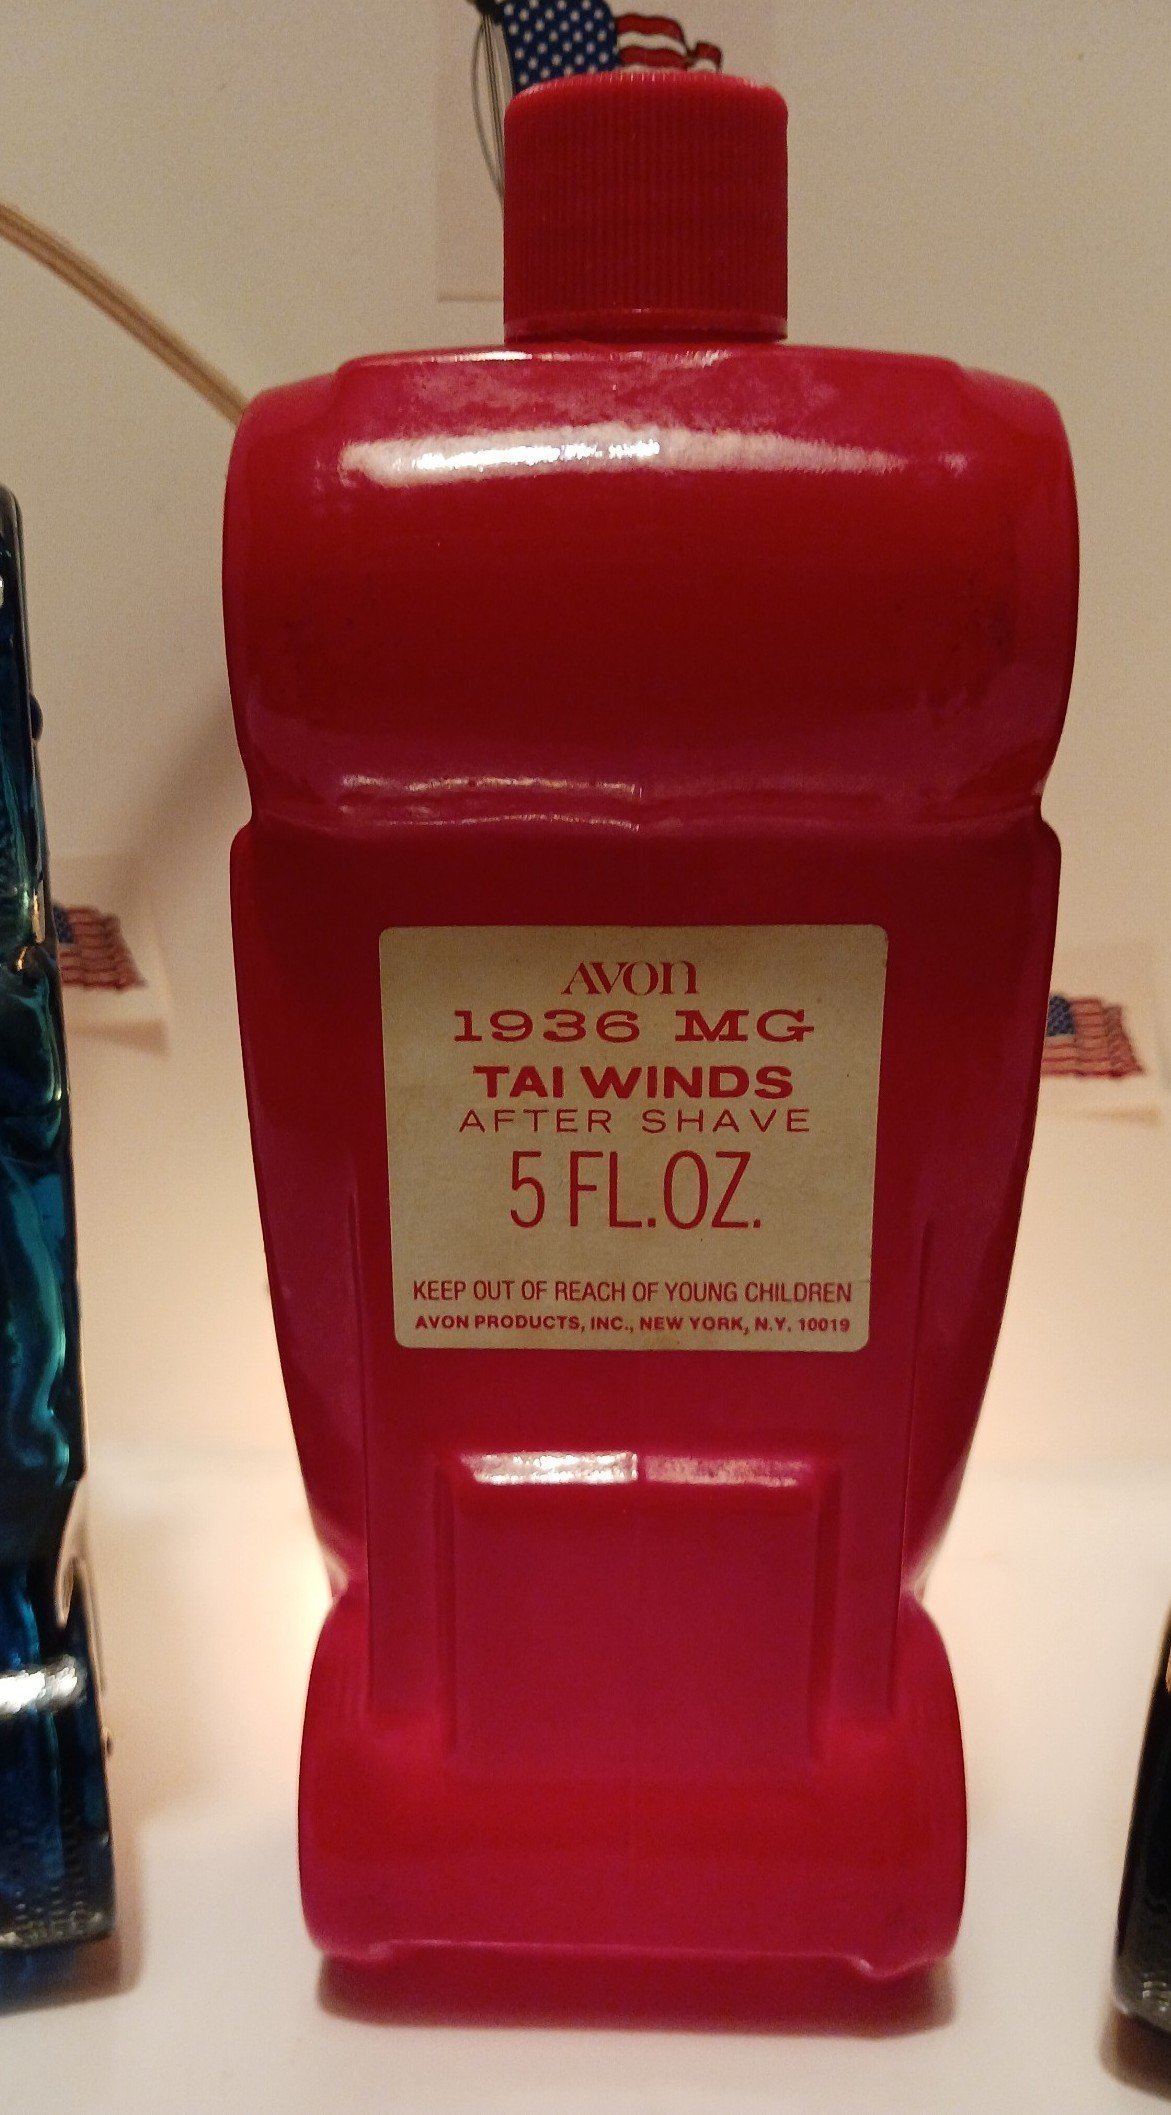 AVON
1936 MG
TAI WINDS
AFTER SHAVE
5 FL.OZ.
KEEP OUT OF REACH OF YOUNG CHILDREN
AVON PRODUCTS, INC., NEW YORK, N.Y. 10019